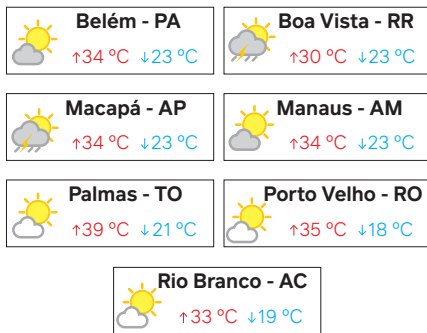 Belém - PA
↑34 ºC ↓23 ºC
Boa Vista - RR
↑30 ºC ↓23 ºC
Macapá - AP
↑34 ºC ↓23 ºC
Manaus - AM
↑34 ºC ↓23 ºC
Palmas - TO
↑39 ºC ↓21 ºC
Porto Velho - RO
↑35 ºC ↓18 ºC
Rio Branco - AC
↑33 ºC ↓19 ºC